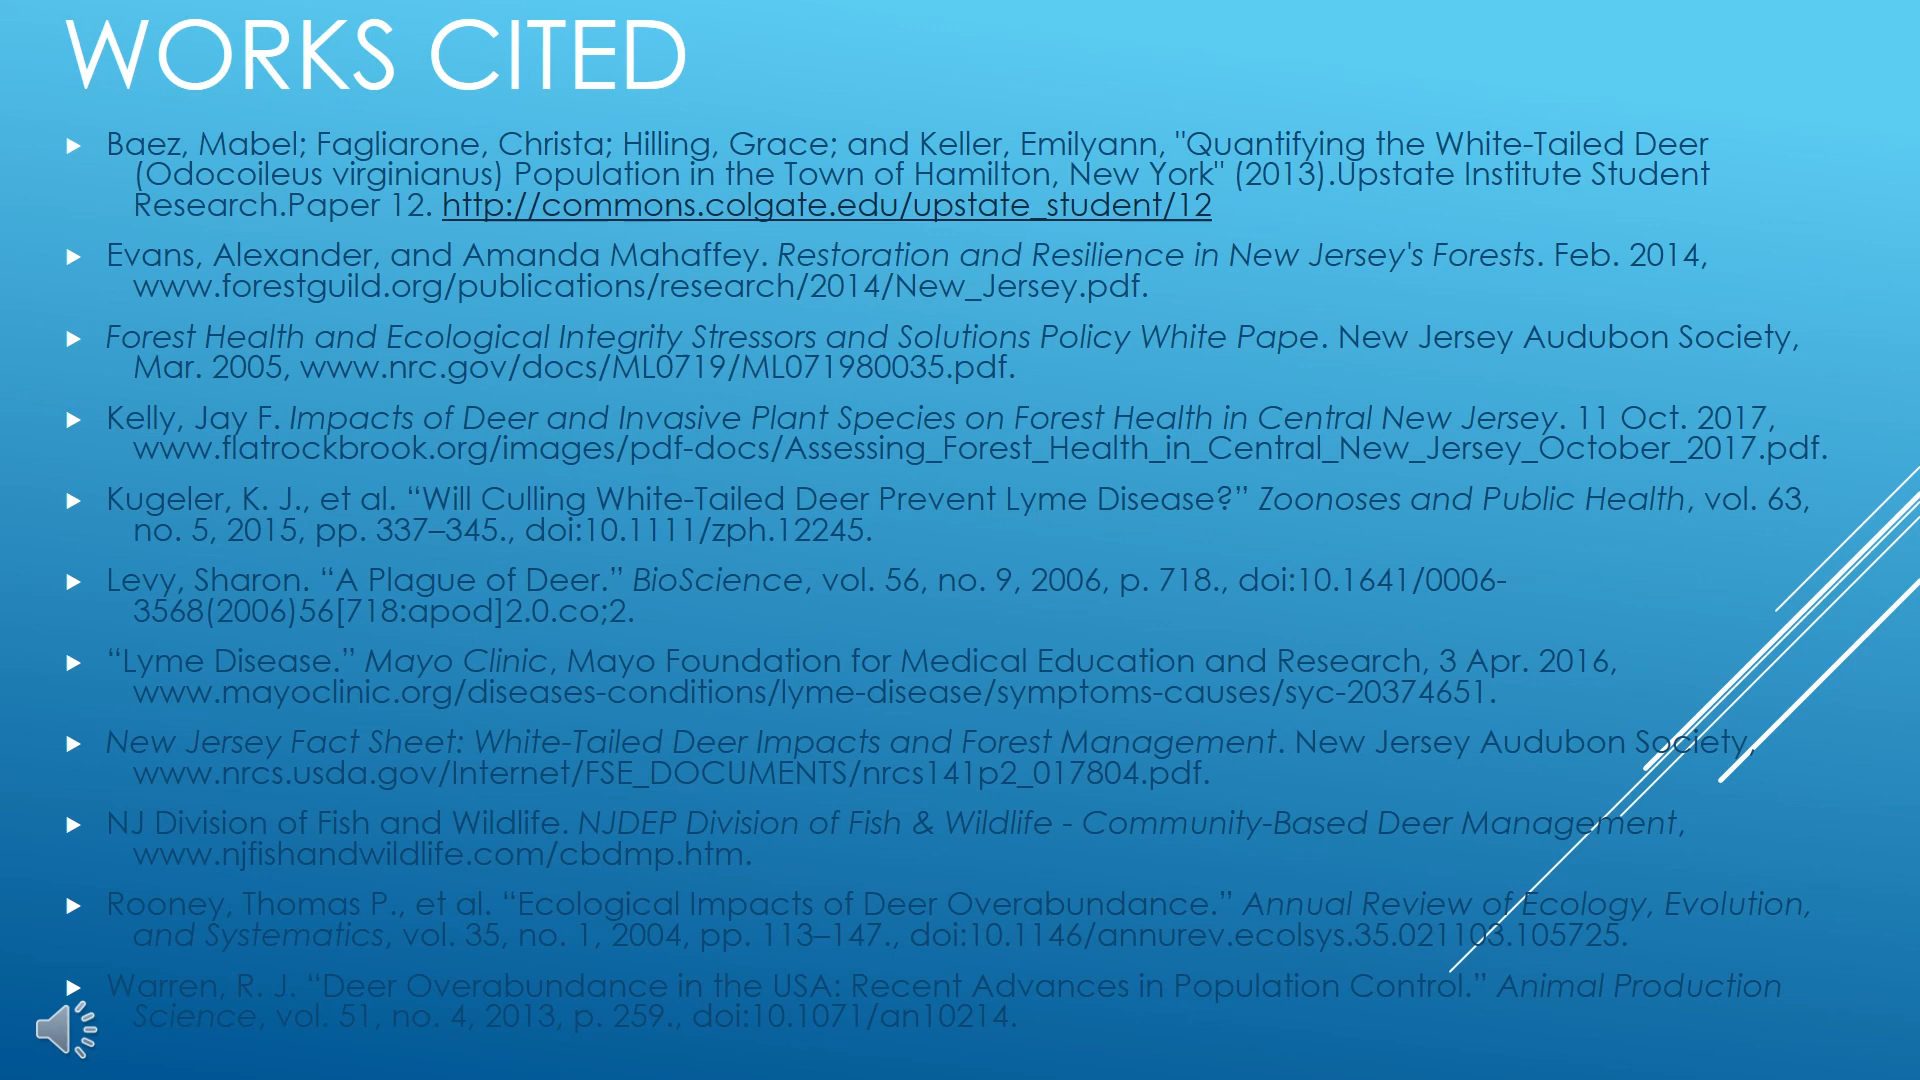 WORKS CITED
Baez, Mabel; Fagliarone, Christa; Hilling, Grace; and Keller, Emilyann, "Quantifying the White-Tailed Deer
(Odocoileus virginianus) Population in the Town of Hamilton, New York" (2013).Upstate Institute Student
Research.Paper 12. http://commons.colgate.edu/upstate_student/12
Evans, Alexander, and Amanda Mahaffey. Restoration and Resilience in New Jersey's Forests. Feb. 2014,
www.forestguild.org/publications/research/2014/New_Jersey.pdf.
Forest Health and Ecological Integrity Stressors and Solutions Policy White Pape. New Jersey Audubon Society,
Mar. 2005, www.nrc.gov/docs/ML0719/ML071980035.pdf.
Kelly, Jay F. Impacts of Deer and Invasive Plant Species on Forest Health in Central New Jersey. 11 Oct. 2017,
www.flatrockbrook.org/images/pdf-docs/Assessing_Forest_Health_in_Central_New_Jersey_October_2017.pdf.
Kugeler, K. J., et al. “Will Culling White-Tailed Deer Prevent Lyme Disease?” Zoonoses and Public Health, vol. 63,
no. 5, 2015, pp. 337–345., doi:10.1111/zph.12245.
Levy, Sharon. “A Plague of Deer.” BioScience, vol. 56, no. 9, 2006, p. 718., doi:10.1641/0006-
3568(2006)56[718:apod]2.0.co;2.
“Lyme Disease.” Mayo Clinic, Mayo Foundation for Medical Education and Research, 3 Apr. 2016,
www.mayoclinic.org/diseases-conditions/lyme-disease/symptoms-causes/syc-20374651.
New Jersey Fact Sheet: White-Tailed Deer Impacts and Forest Management. New Jersey Audubon Society,
www.nrcs.usda.gov/Internet/FSE_DOCUMENTS/nrcs141p2_017804.pdf.
NJ Division of Fish and Wildlife. NJDEP Division of Fish & Wildlife - Community-Based Deer Management,
www.njfishandwildlife.com/cbdmp.htm.
Rooney, Thomas P., et al. “Ecological Impacts of Deer Overabundance.” Annual Review of Ecology, Evolution,
and Systematics, vol. 35, no. 1, 2004, pp. 113–147., doi:10.1146/annurev.ecolsys.35.021103.105725.
Warren, R. J. “Deer Overabundance in the USA: Recent Advances in Population Control.” Animal Production
Science, vol. 51, no. 4, 2013, p. 259., doi:10.1071/an10214.